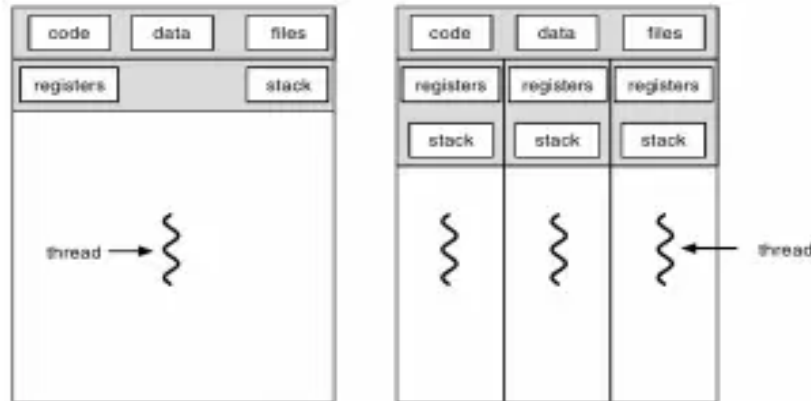 code data files
registers stack
thread
code data files
registers registers registers
stack stack stack
thread